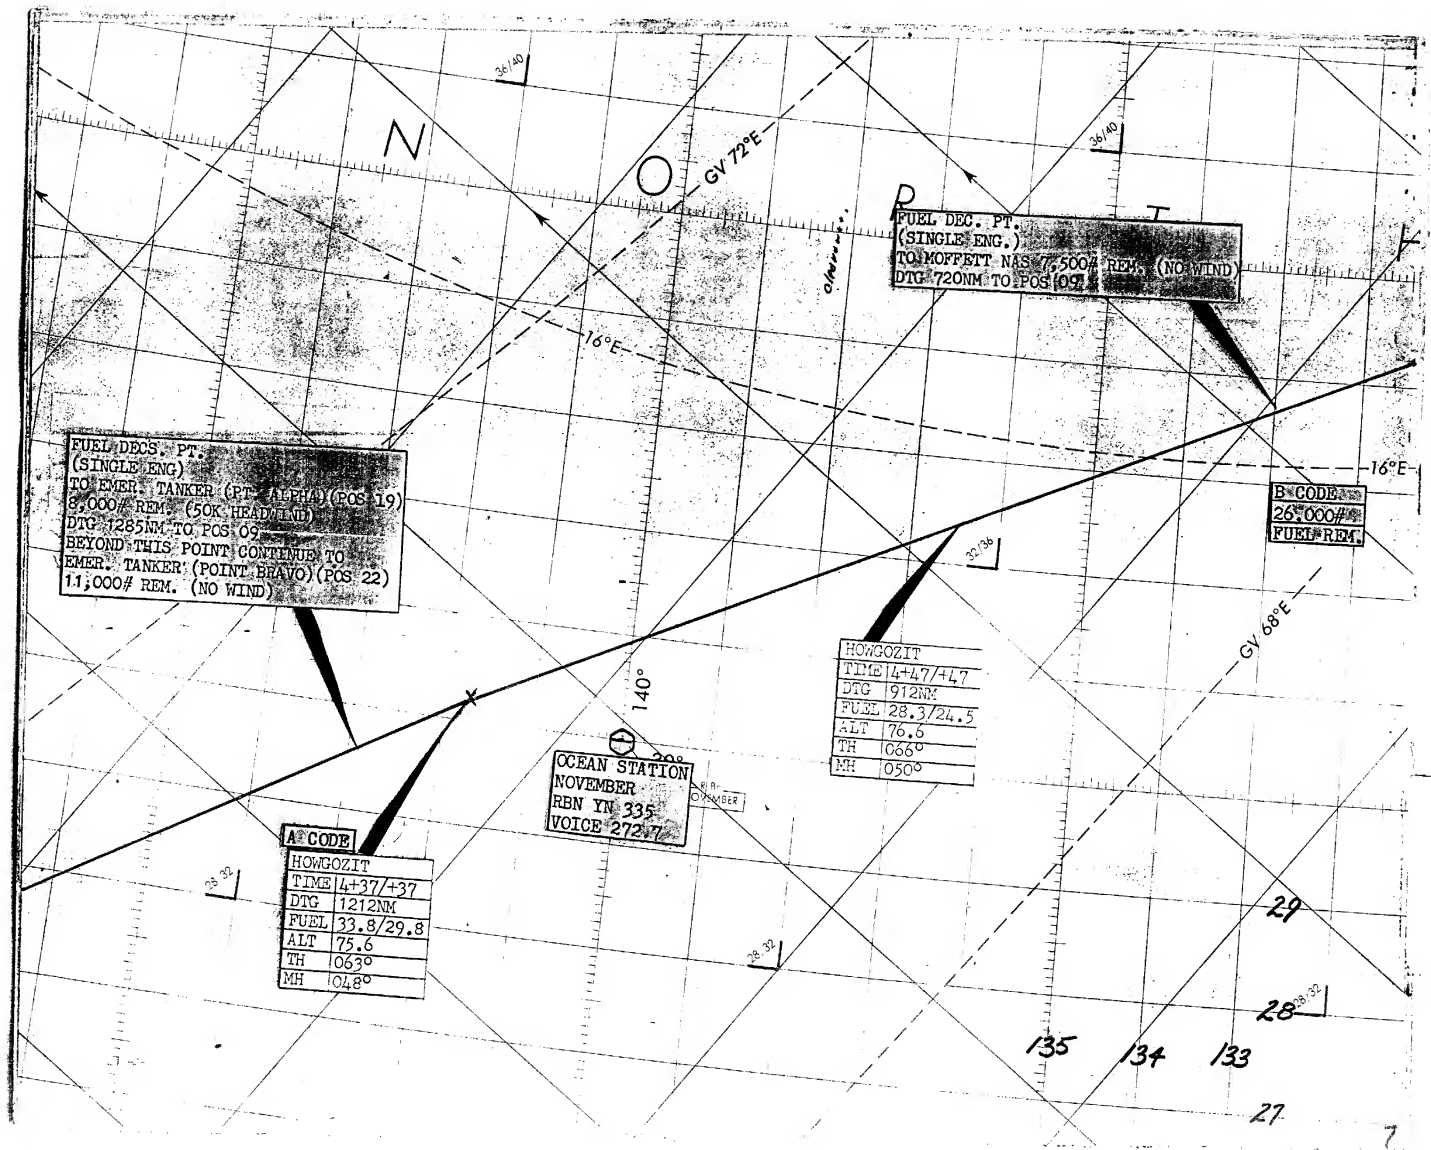 36/40
N
O
GV 72°E
36/40
P
I
FUEL DEC. PT.
(SINGLE ENG.)
TO MOFFETT NAS 7,500# REM. (NO WIND)
DTG 720NM TO POS 09
16°E
16°E
FUEL DECS. PT.
(SINGLE ENG)
TO EMER. TANKER (PT. ALPHA)(POS 19)
8,000# REM. (50K HEADWIND)
DTG 1285NM TO POS 09
BEYOND THIS POINT CONTINUE TO
EMER. TANKER (POINT BRAVO)(POS 22)
11,000# REM. (NO WIND)
B CODE
26,000#
FUEL REM.
32/36
GV 68°E
HOWGOZIT
TIME 4+47/+47
DTG 912NM
FUEL 28.3/24.5
ALT 76.6
TH 066°
MH 050°
140°
30°
OCEAN STATION
NOVEMBER
RBN YN 335
VOICE 272.7
A CODE
HOWGOZIT
TIME 4+37/+37
DTG 1212NM
FUEL 33.8/29.8
ALT 75.6
TH 063°
MH 048°
28 32
28 32
29
28
28/32
135 134 133
27
7